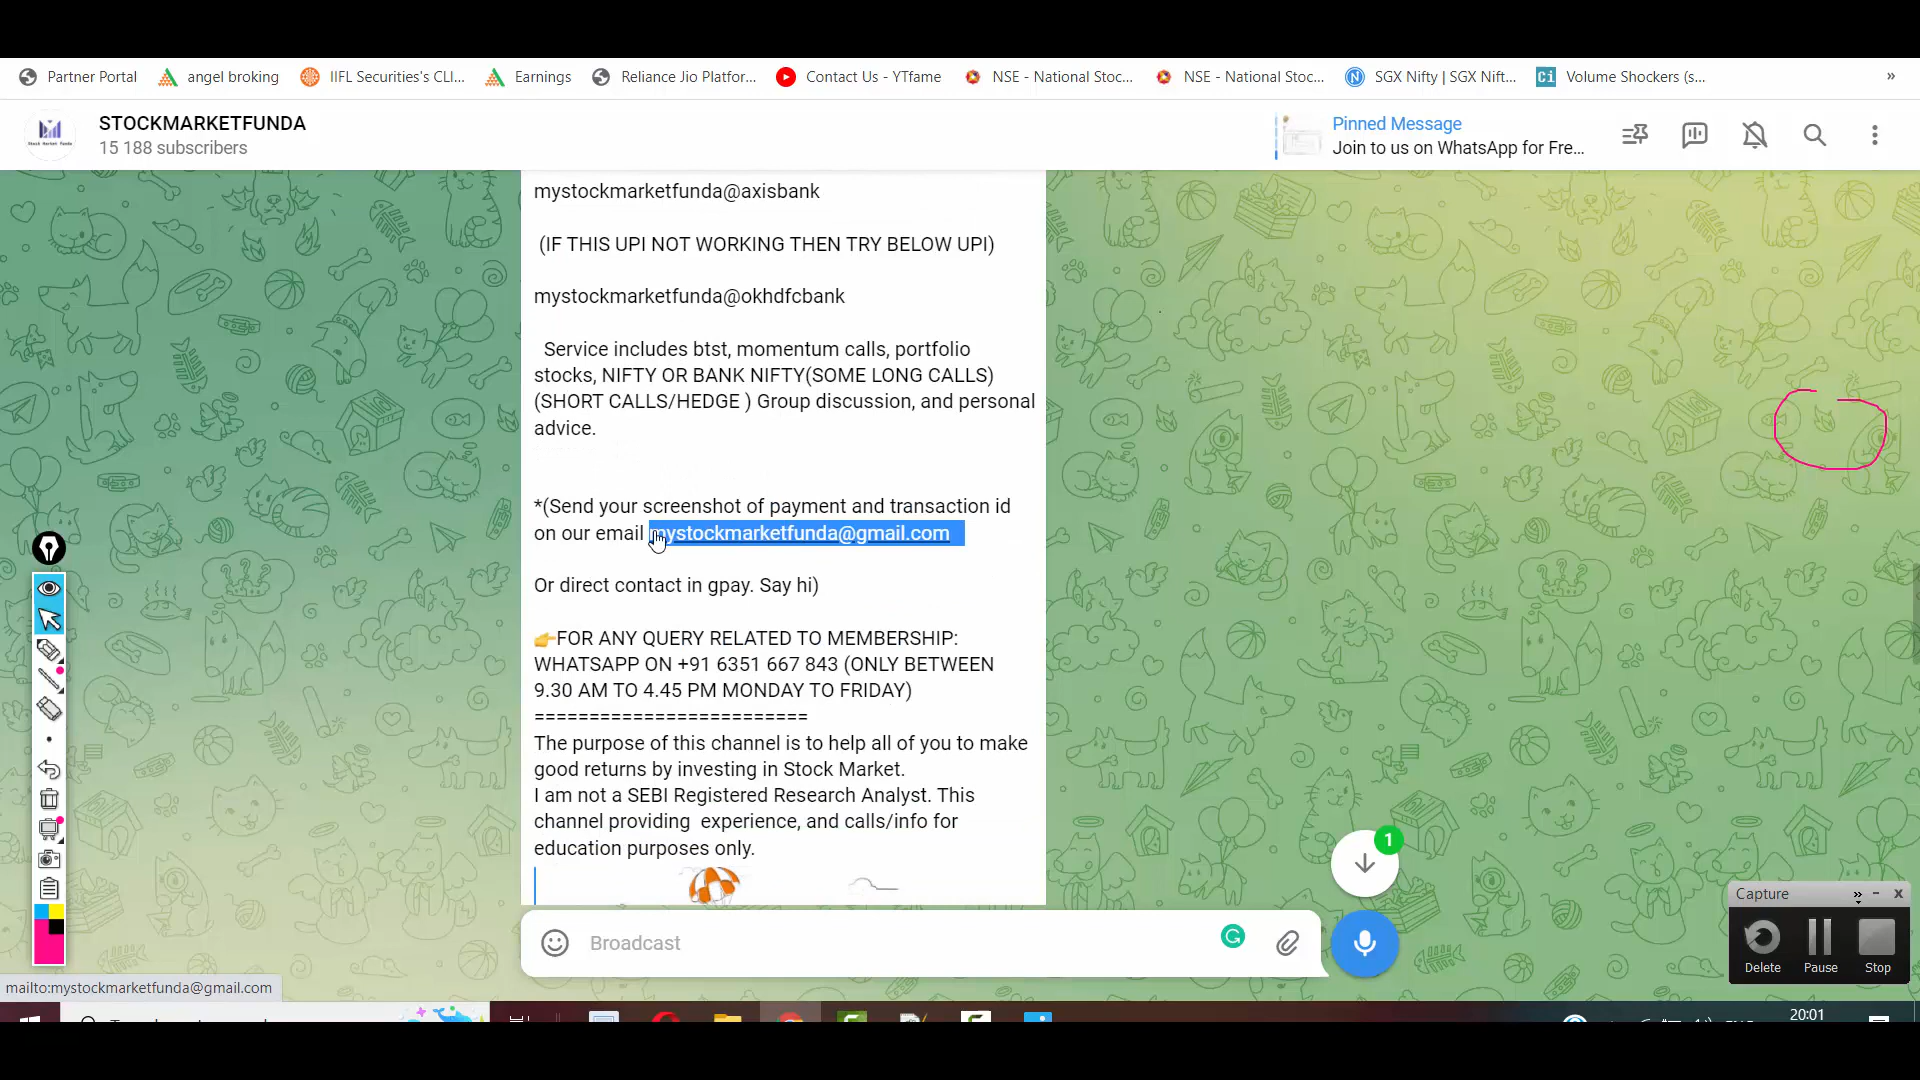 Partner Portal
angel broking
IIFL Securities's CLI...
Earnings
Reliance Jio Platfor...
Contact Us - YTfame
NSE - National Stoc...
NSE - National Stoc...
SGX Nifty | SGX Nift...
Ci
Volume Shockers (s...
»
STOCKMARKETFUNDA
15 188 subscribers
Pinned Message
Join to us on WhatsApp for Fre...
mystockmarketfunda@axisbank
(IF THIS UPI NOT WORKING THEN TRY BELOW UPI)
mystockmarketfunda@okhdfcbank
Service includes btst, momentum calls, portfolio
stocks, NIFTY OR BANK NIFTY(SOME LONG CALLS)
(SHORT CALLS/HEDGE ) Group discussion, and personal
advice.
*(Send your screenshot of payment and transaction id
on our email mystockmarketfunda@gmail.com
Or direct contact in gpay. Say hi)
👉FOR ANY QUERY RELATED TO MEMBERSHIP:
WHATSAPP ON +91 6351 667 843 (ONLY BETWEEN
9.30 AM TO 4.45 PM MONDAY TO FRIDAY)
=========================
The purpose of this channel is to help all of you to make
good returns by investing in Stock Market.
I am not a SEBI Registered Research Analyst. This
channel providing  experience, and calls/info for
education purposes only.
1
Broadcast
Capture
Delete
Pause
Stop
mailto:mystockmarketfunda@gmail.com
20:01